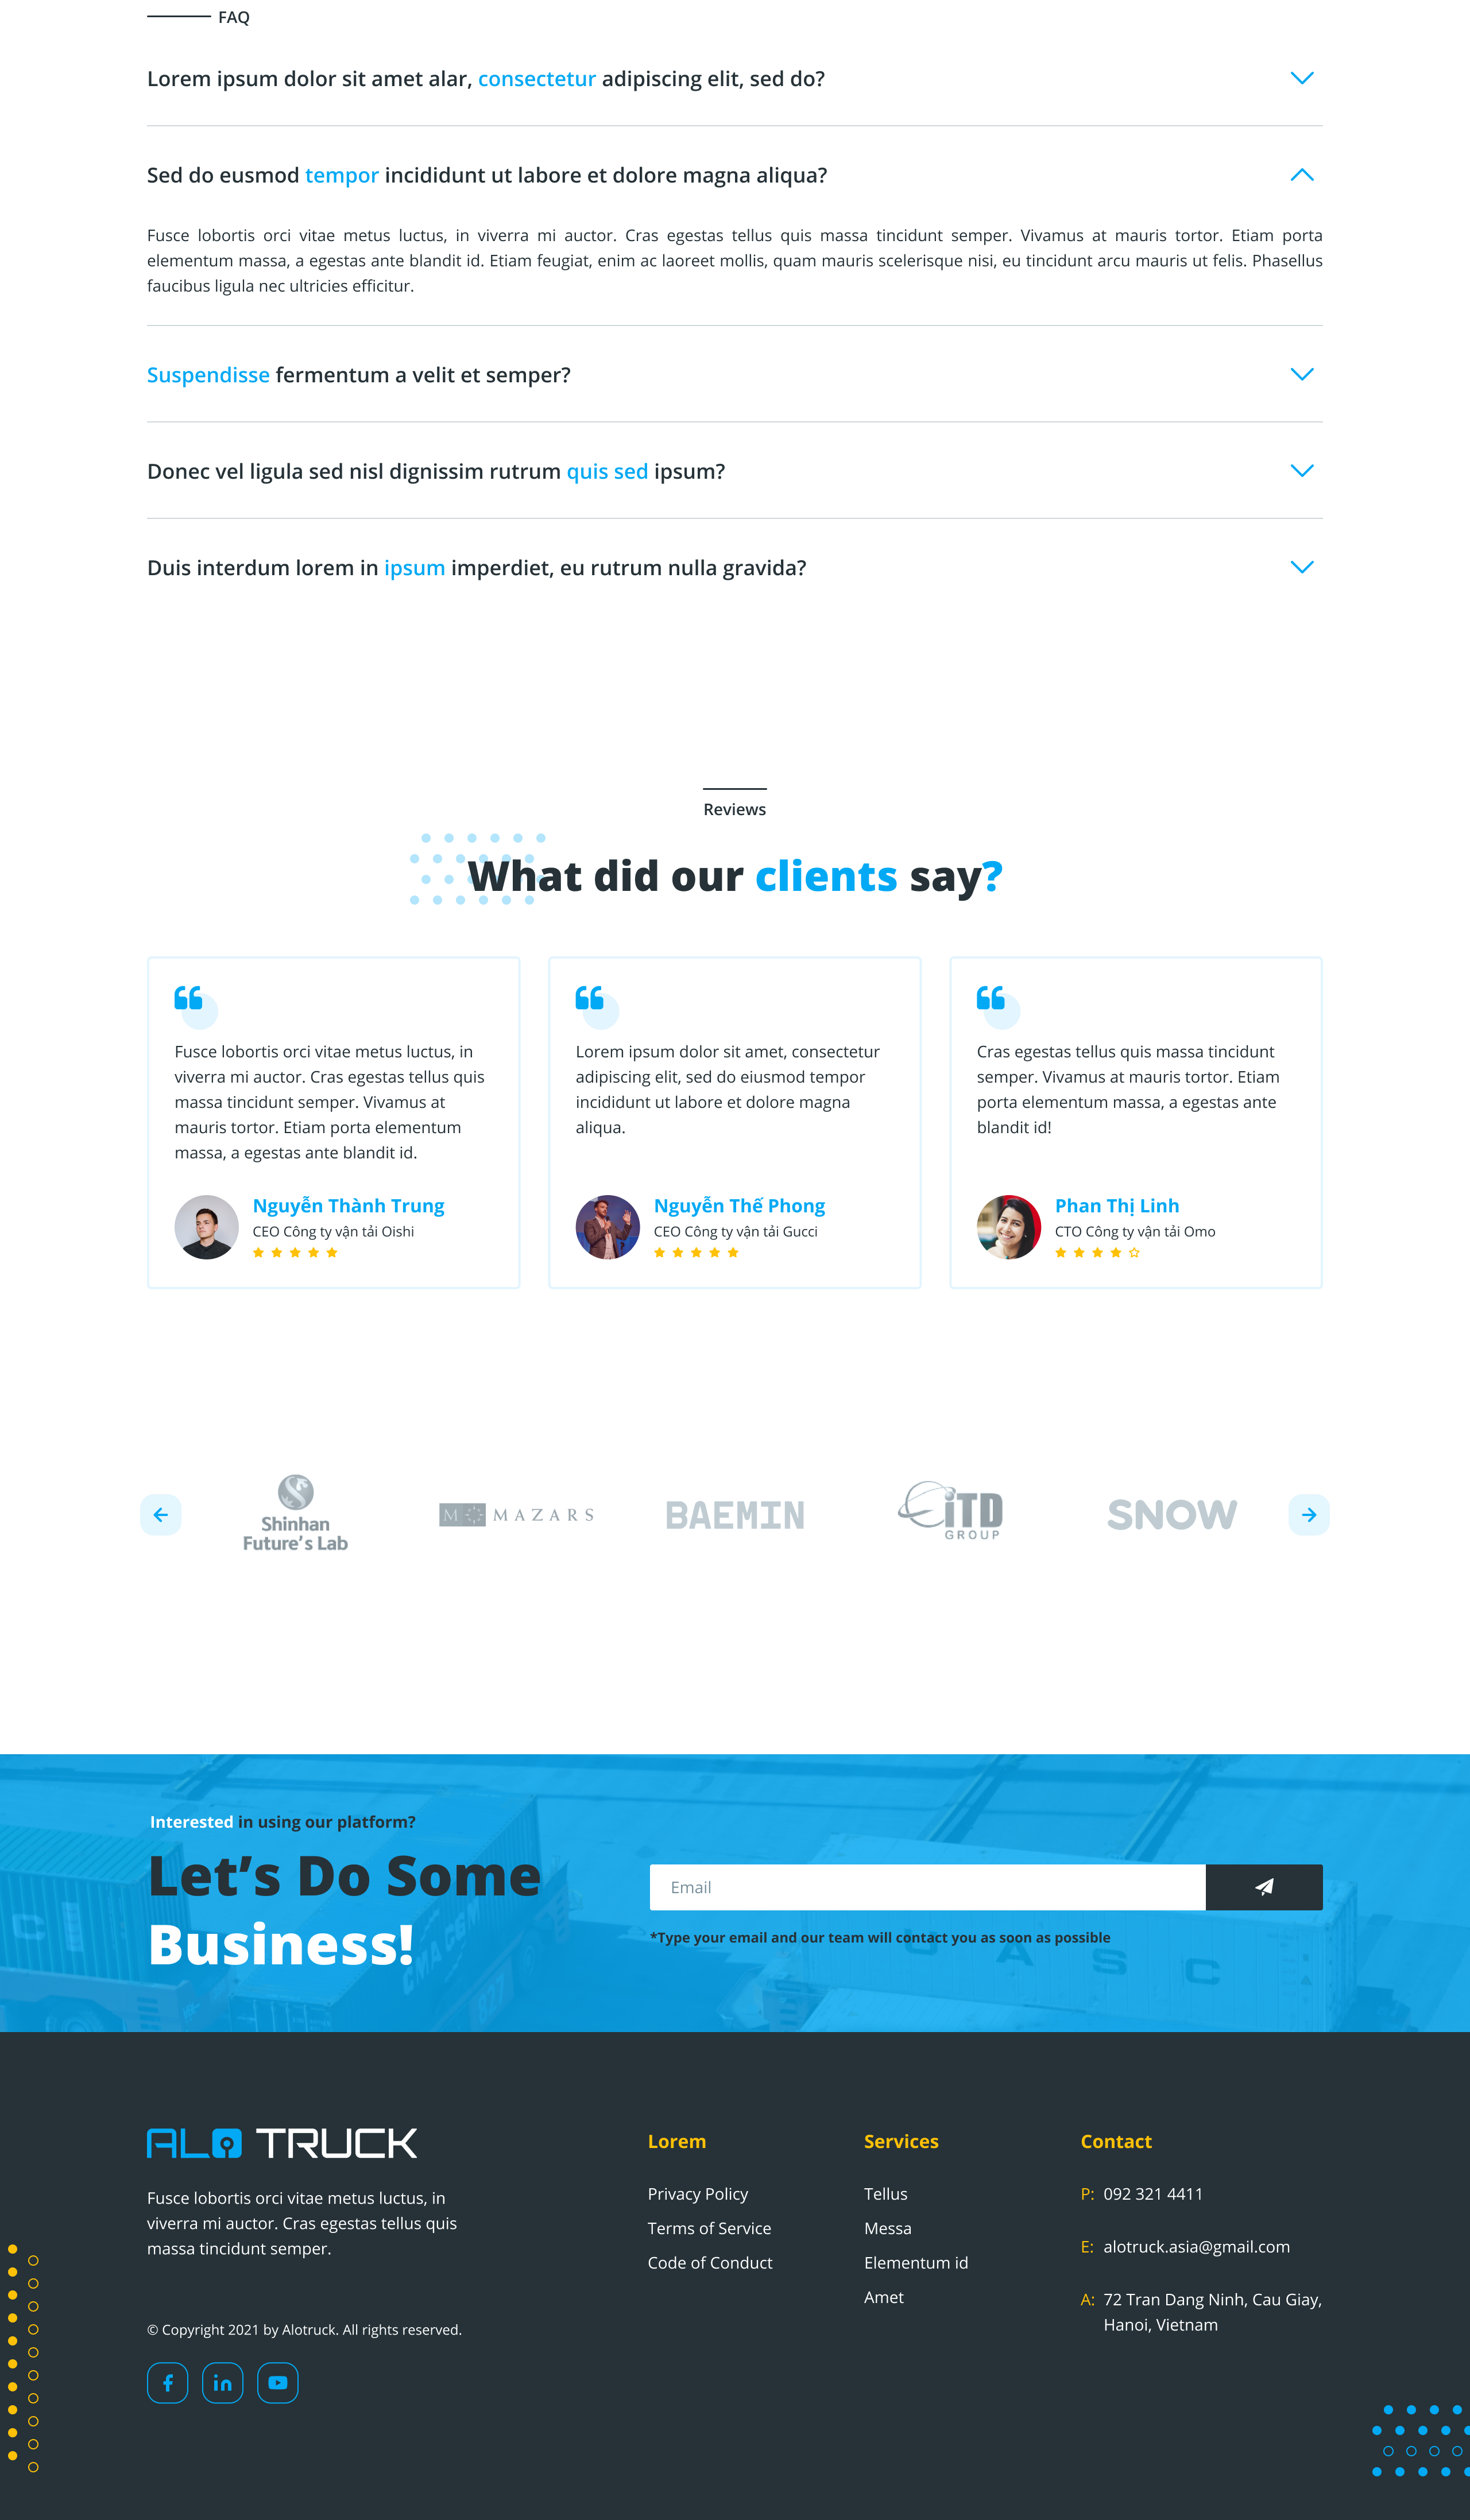 FAQ
Lorem ipsum dolor sit amet alar, consectetur adipiscing elit, sed do?
Sed do eusmod tempor incididunt ut labore et dolore magna aliqua?
Fusce lobortis orci vitae metus luctus, in viverra mi auctor. Cras egestas tellus quis massa tincidunt semper. Vivamus at mauris tortor. Etiam porta
elementum massa, a egestas ante blandit id. Etiam feugiat, enim ac laoreet mollis, quam mauris scelerisque nisi, eu tincidunt arcu mauris ut felis. Phasellus
faucibus ligula nec ultricies efficitur.
Suspendisse fermentum a velit et semper?
Donec vel ligula sed nisl dignissim rutrum quis sed ipsum?
Duis interdum lorem in ipsum imperdiet, eu rutrum nulla gravida?
Reviews
What did our clients say?
Fusce lobortis orci vitae metus luctus, in
viverra mi auctor. Cras egestas tellus quis
massa tincidunt semper. Vivamus at
mauris tortor. Etiam porta elementum
massa, a egestas ante blandit id.
Nguyễn Thành Trung
CEO Công ty vận tải Oishi
Lorem ipsum dolor sit amet, consectetur
adipiscing elit, sed do eiusmod tempor
incididunt ut labore et dolore magna
aliqua.
Nguyễn Thế Phong
CEO Công ty vận tải Gucci
Cras egestas tellus quis massa tincidunt
semper. Vivamus at mauris tortor. Etiam
porta elementum massa, a egestas ante
blandit id!
Phan Thị Linh
CTO Công ty vận tải Omo
Shinhan
Future's Lab
MAZARS
BAEMIN
iTD
GROUP
SNOW
Interested in using our platform?
Let’s Do Some
Business!
Email
*Type your email and our team will contact you as soon as possible
ALO TRUCK
Fusce lobortis orci vitae metus luctus, in
viverra mi auctor. Cras egestas tellus quis
massa tincidunt semper.
© Copyright 2021 by Alotruck. All rights reserved.
Lorem
Privacy Policy
Terms of Service
Code of Conduct
Services
Tellus
Messa
Elementum id
Amet
Contact
P: 092 321 4411
E: alotruck.asia@gmail.com
A: 72 Tran Dang Ninh, Cau Giay,
Hanoi, Vietnam